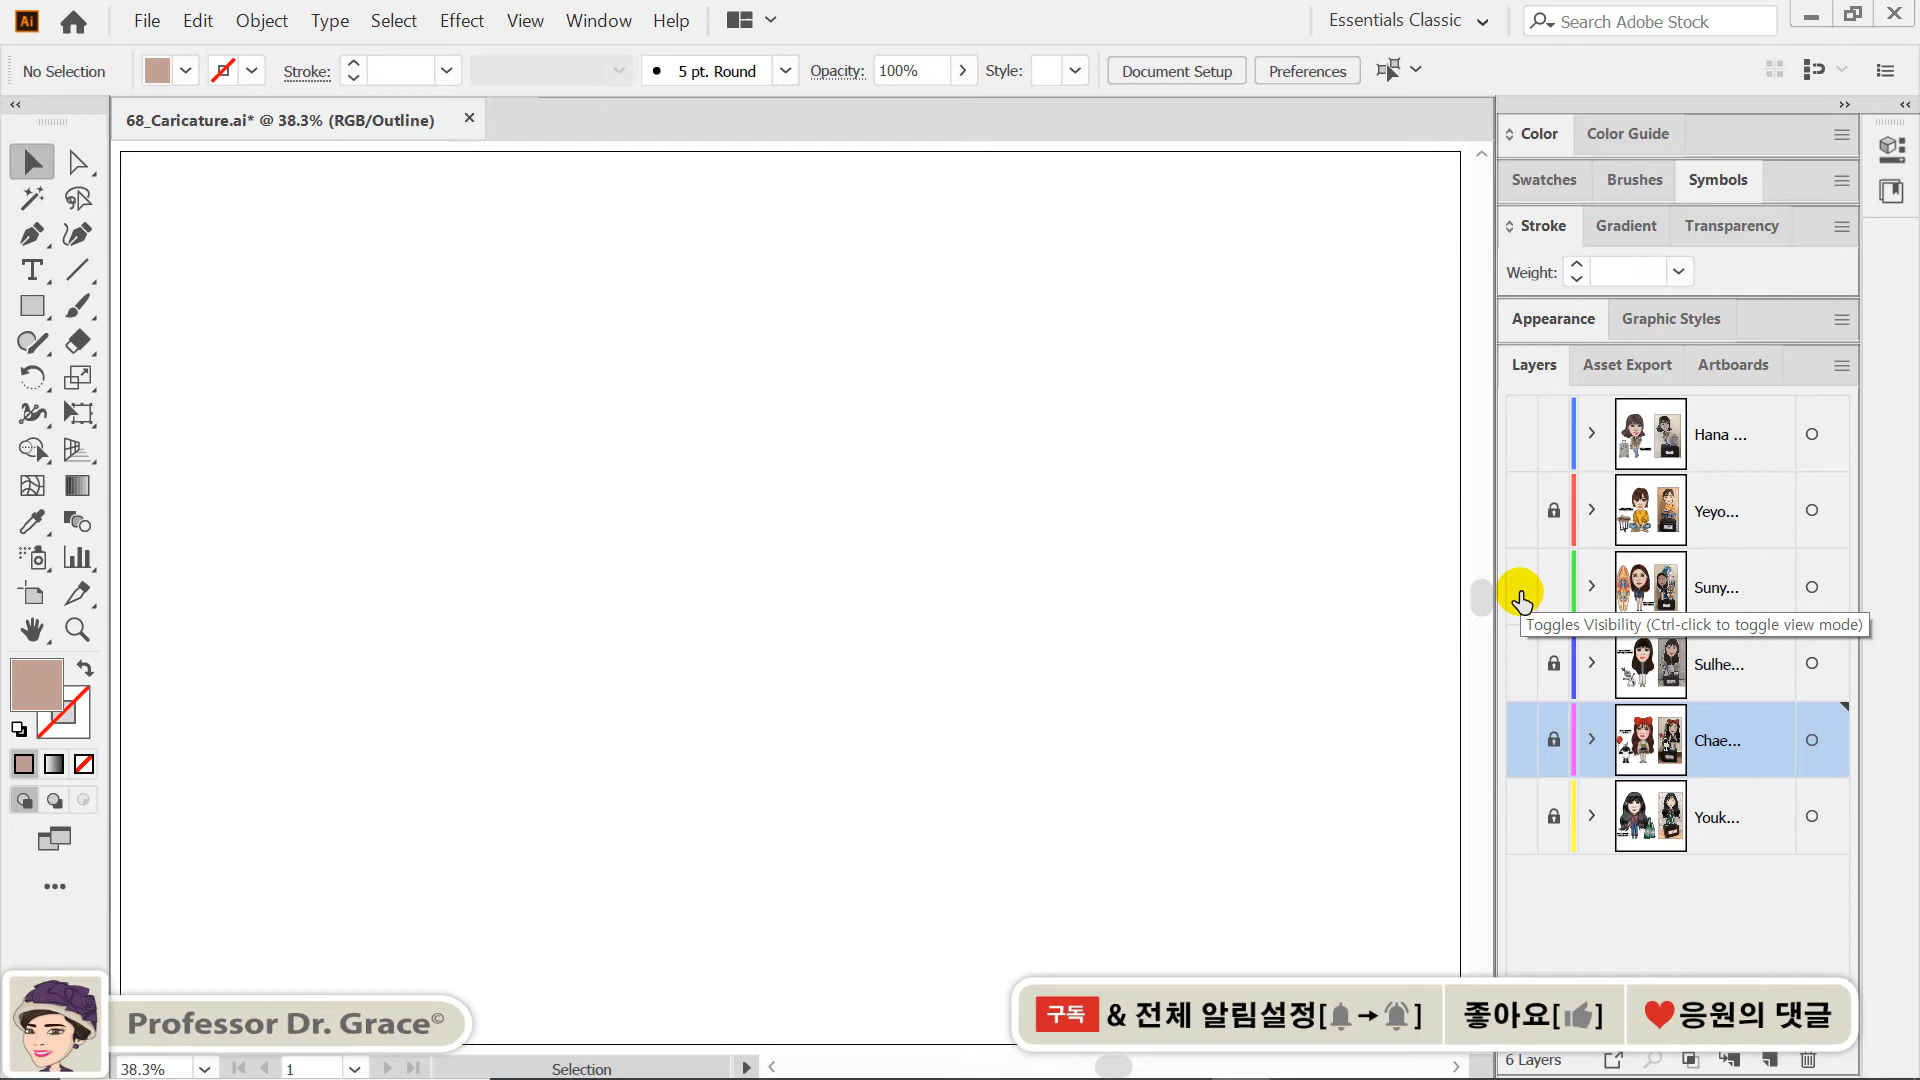 Ai File Edit Object Type Select Effect View Window Help Essentials Classic Search Adobe Stock
No Selection Stroke: 5 pt. Round Opacity: 100% Style: Document Setup Preferences
68_Caricature.ai* @ 38.3% (RGB/Outline)
Color Color Guide
Swatches Brushes Symbols
Stroke Gradient Transparency
Weight:
Appearance Graphic Styles
Layers Asset Export Artboards
Hana ...
Yeyo...
Suny...
Toggles Visibility (Ctrl-click to toggle view mode)
Sulhe...
Chae...
Youk...
Professor Dr. Grace©
구독 & 전체 알림설정[→] 좋아요[] 응원의 댓글
38.3% 1 Selection
6 Layers